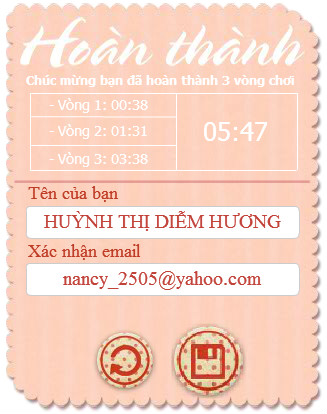 Hoàn thành
Chúc mừng bạn đã hoàn thành 3 vòng chơi
- Vòng 1: 00:38
- Vòng 2: 01:31
- Vòng 3: 03:38
05:47
Tên của bạn
HUỲNH THỊ DIỄM HƯƠNG
Xác nhận email
nancy_2505@yahoo.com